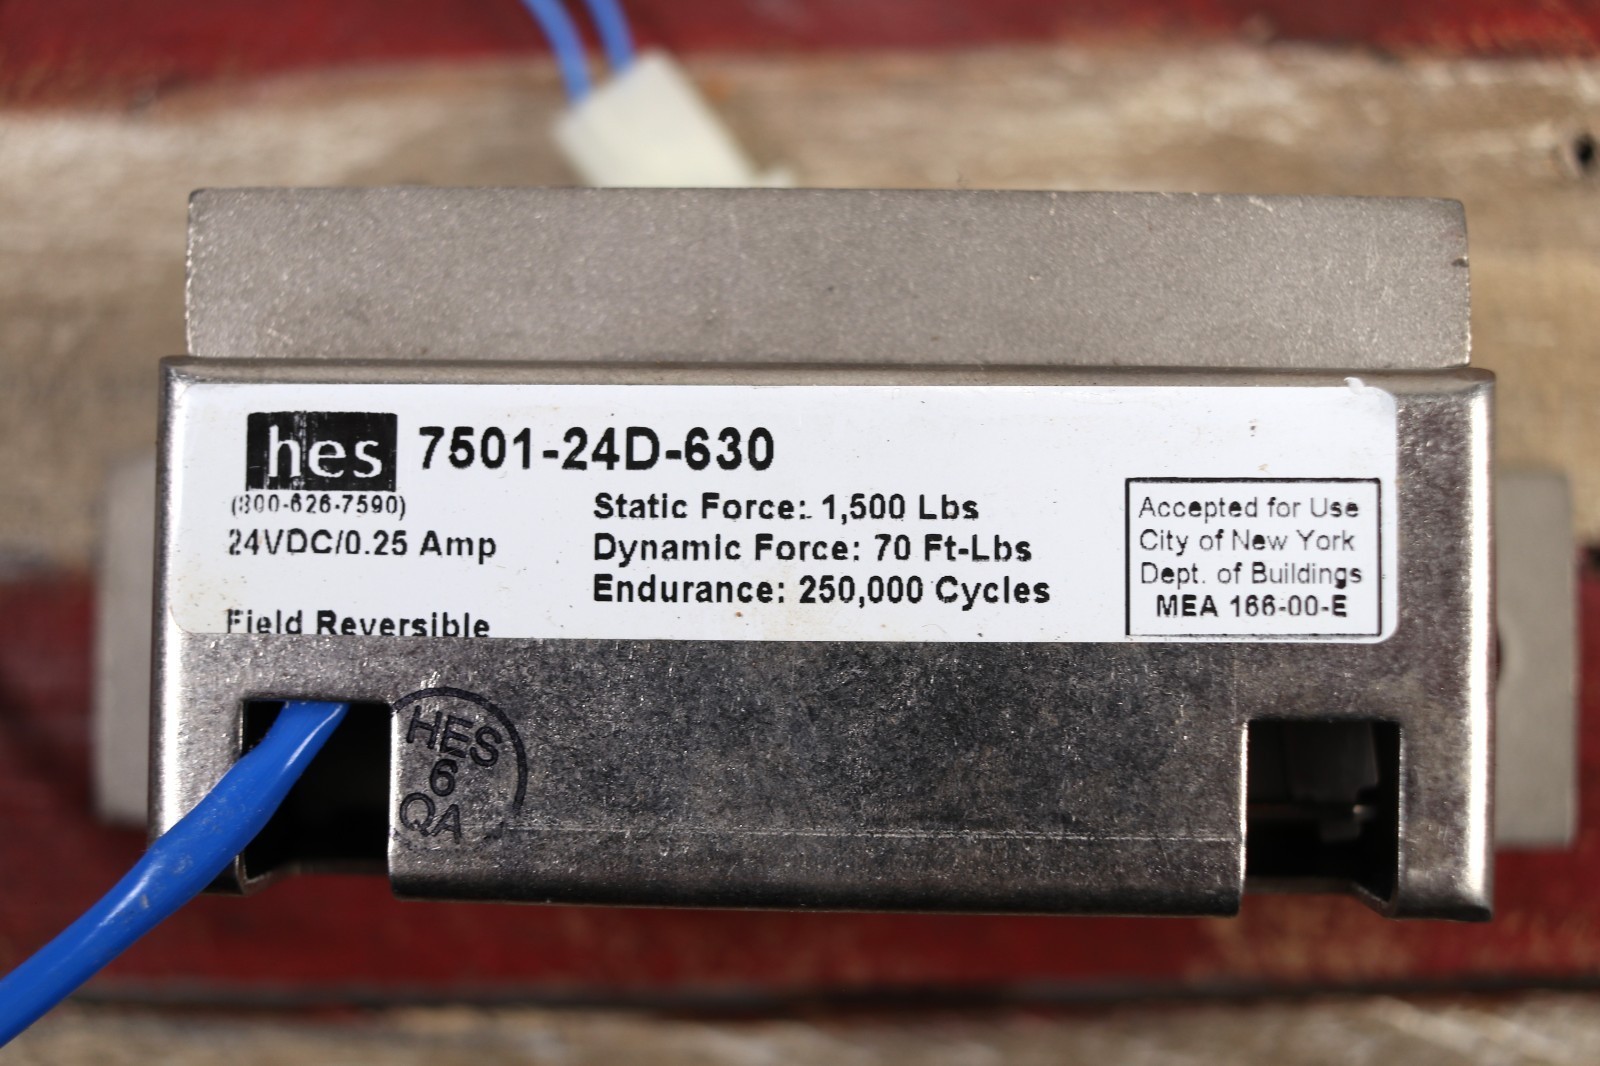 hes 7501-24D-630
(800-626-7590)
24VDC/0.25 Amp
Field Reversible
Static Force: 1,500 Lbs
Dynamic Force: 70 Ft-Lbs
Endurance: 250,000 Cycles
Accepted for Use
City of New York
Dept. of Buildings
MEA 166-00-E
HES
6
QA